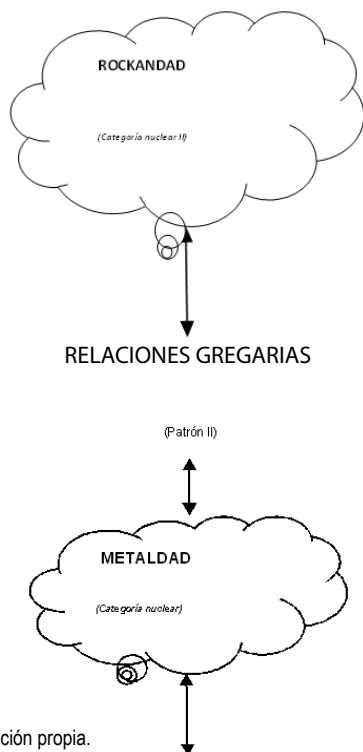 ROCKANDAD
(Categoría nuclear II)
RELACIONES GREGARIAS
(Patrón II)
METALDAD
(Categoría nuclear)
ción propia.